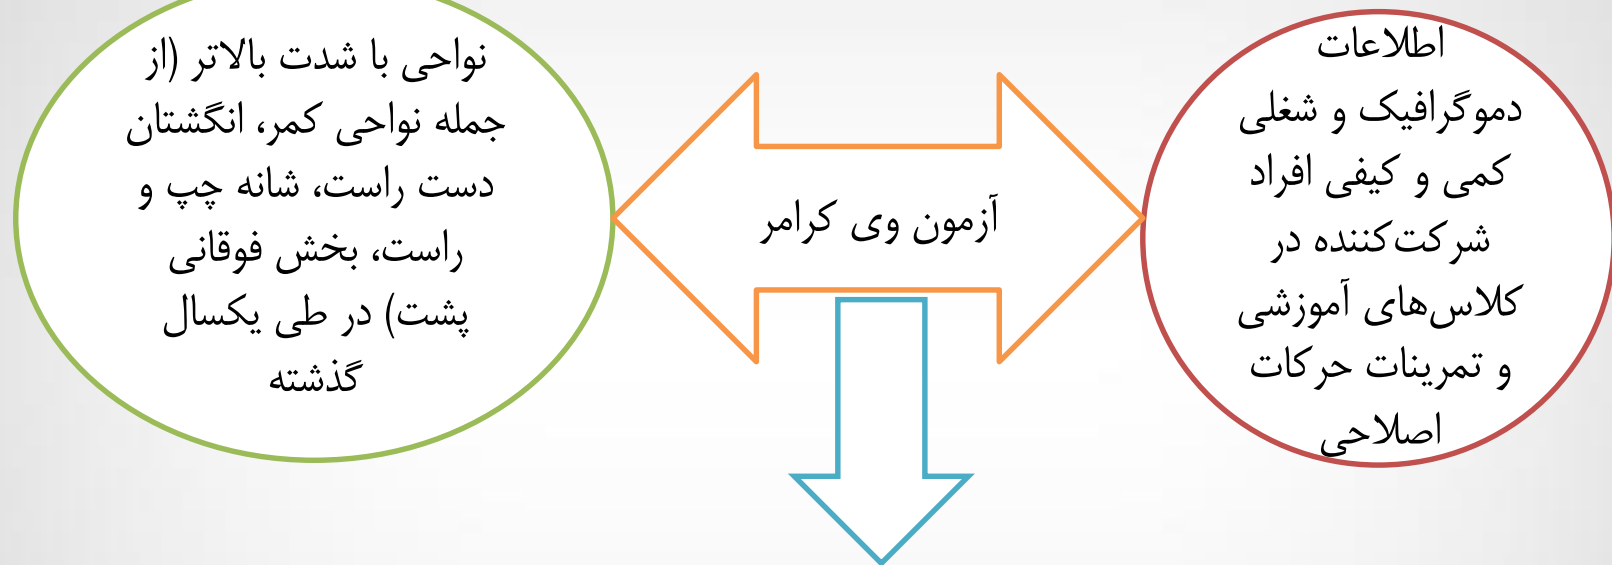 اطلاعات
دموگرافیک و شغلی
کمی و کیفی افراد
شرکت‌کننده در
کلاس‌های آموزشی
و تمرینات حرکات
اصلاحی
آزمون وی کرامر
نواحی با شدت بالاتر (از
جمله نواحی کمر، انگشتان
دست راست، شانه چپ و
راست، بخش فوقانی
پشت) در طی یکسال
گذشته